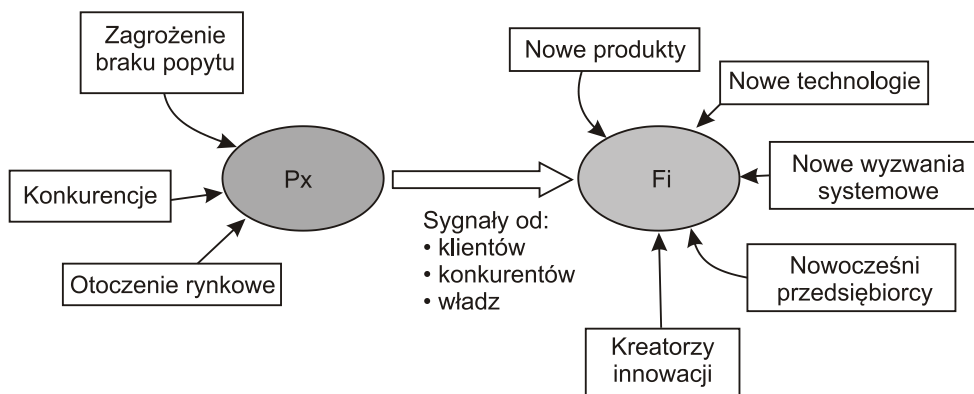 Zagrożenie
braku popytu
Konkurencje
Otoczenie rynkowe
Px
Sygnały od:
• klientów
• konkurentów
• władz
Nowe produkty
Nowe technologie
Fi
Nowe wyzwania
systemowe
Nowocześni
przedsiębiorcy
Kreatorzy
innowacji